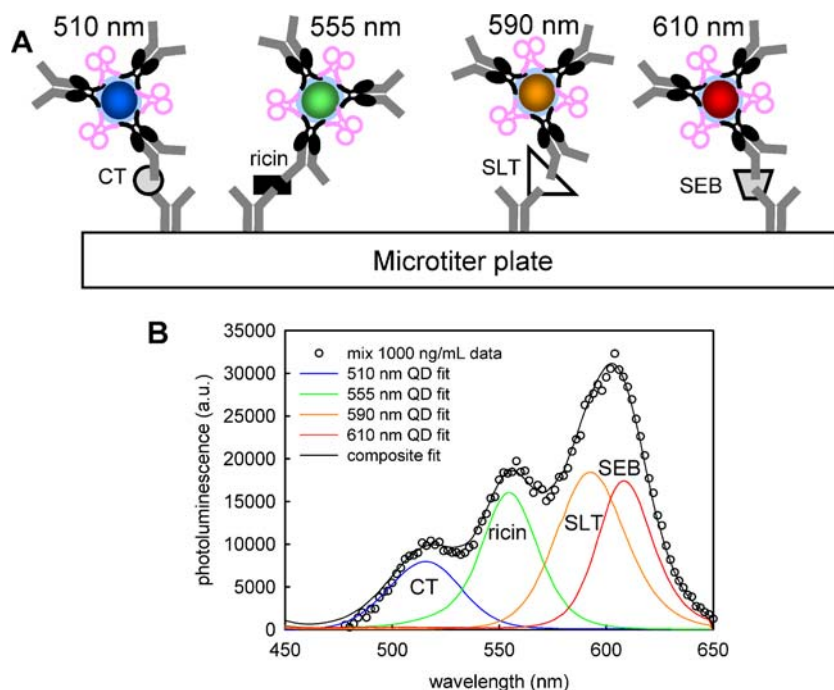 A
510 nm
555 nm
590 nm
610 nm
CT
ricin
SLT
SEB
Microtiter plate
B
35000
30000
25000
20000
15000
10000
5000
0
photoluminescence (a.u.)
mix 1000 ng/mL data
510 nm QD fit
555 nm QD fit
590 nm QD fit
610 nm QD fit
composite fit
CT
ricin
SLT
SEB
450
500
550
600
650
wavelength (nm)